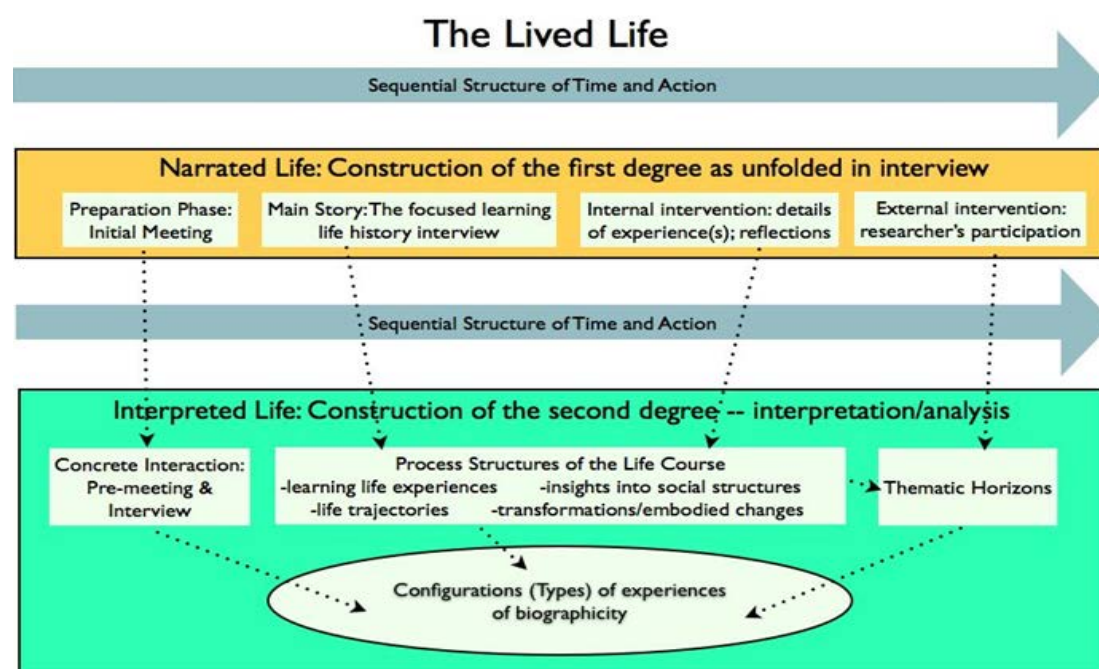 The Lived Life
Sequential Structure of Time and Action
Narrated Life: Construction of the first degree as unfolded in interview
Preparation Phase:
Initial Meeting
Main Story: The focused learning
life history interview
Internal intervention: details
of experience(s); reflections
External intervention:
researcher's participation
Sequential Structure of Time and Action
Interpreted Life: Construction of the second degree -- interpretation/analysis
Concrete Interaction:
Pre-meeting &
Interview
Process Structures of the Life Course
-learning life experiences -insights into social structures
-life trajectories -transformations/embodied changes
Thematic Horizons
Configurations (Types) of experiences
of biographicity